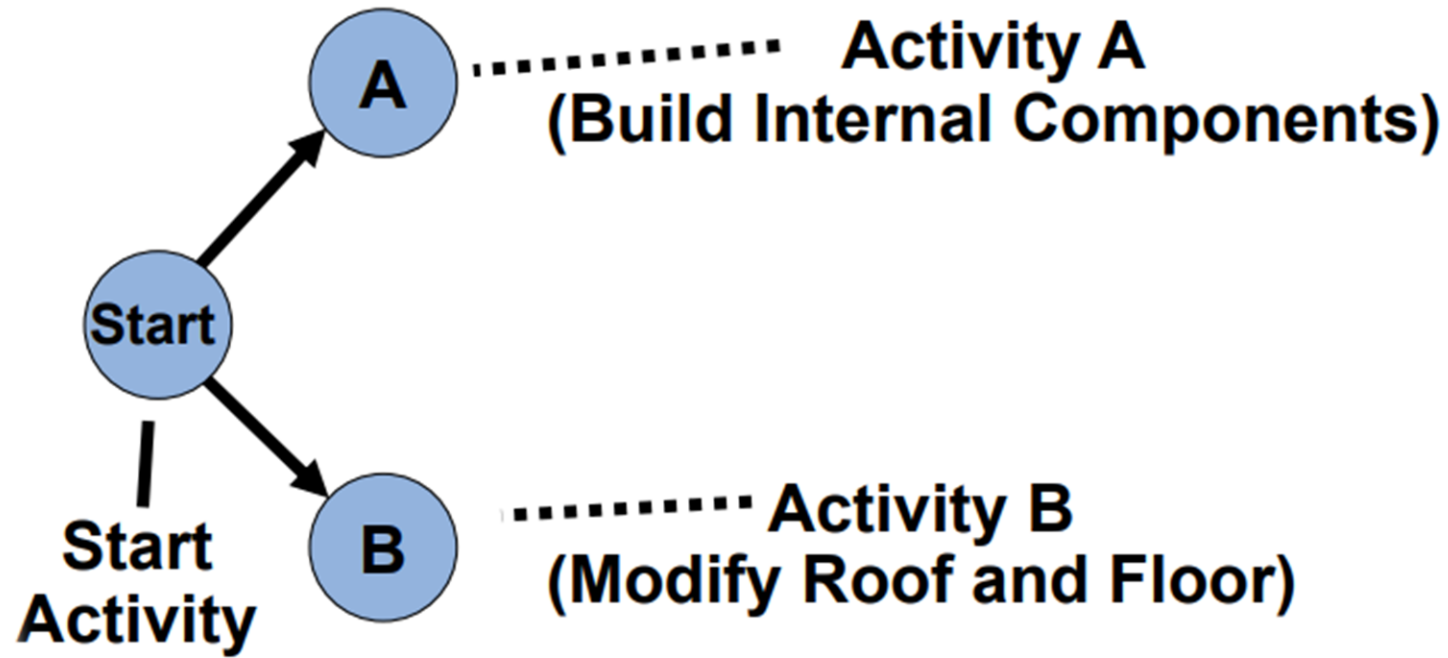 A
Activity A
(Build Internal Components)
Start
Start
Activity
B
Activity B
(Modify Roof and Floor)